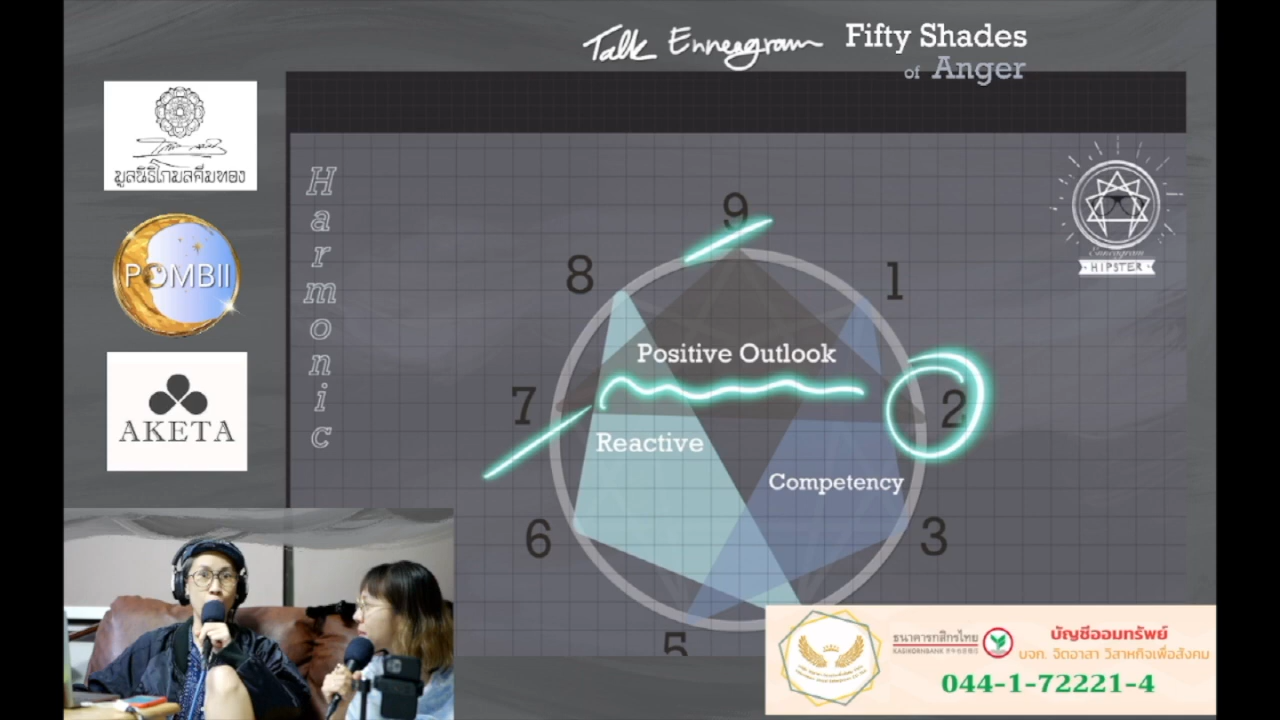 Talk Enneagram Fifty Shades
of Anger
มูลนิธิโกมลคีมทอง
POMBII
AKETA
Harmonic
9
8
1
Positive Outlook
7
2
Reactive
Competency
6
3
5
Enneagram
HIPSTER
ธนาคารกสิกรไทย
KASIKORNBANK
บัญชีออมทรัพย์
บจก. จิตอาสา วิสาหกิจเพื่อสังคม
044-1-72221-4